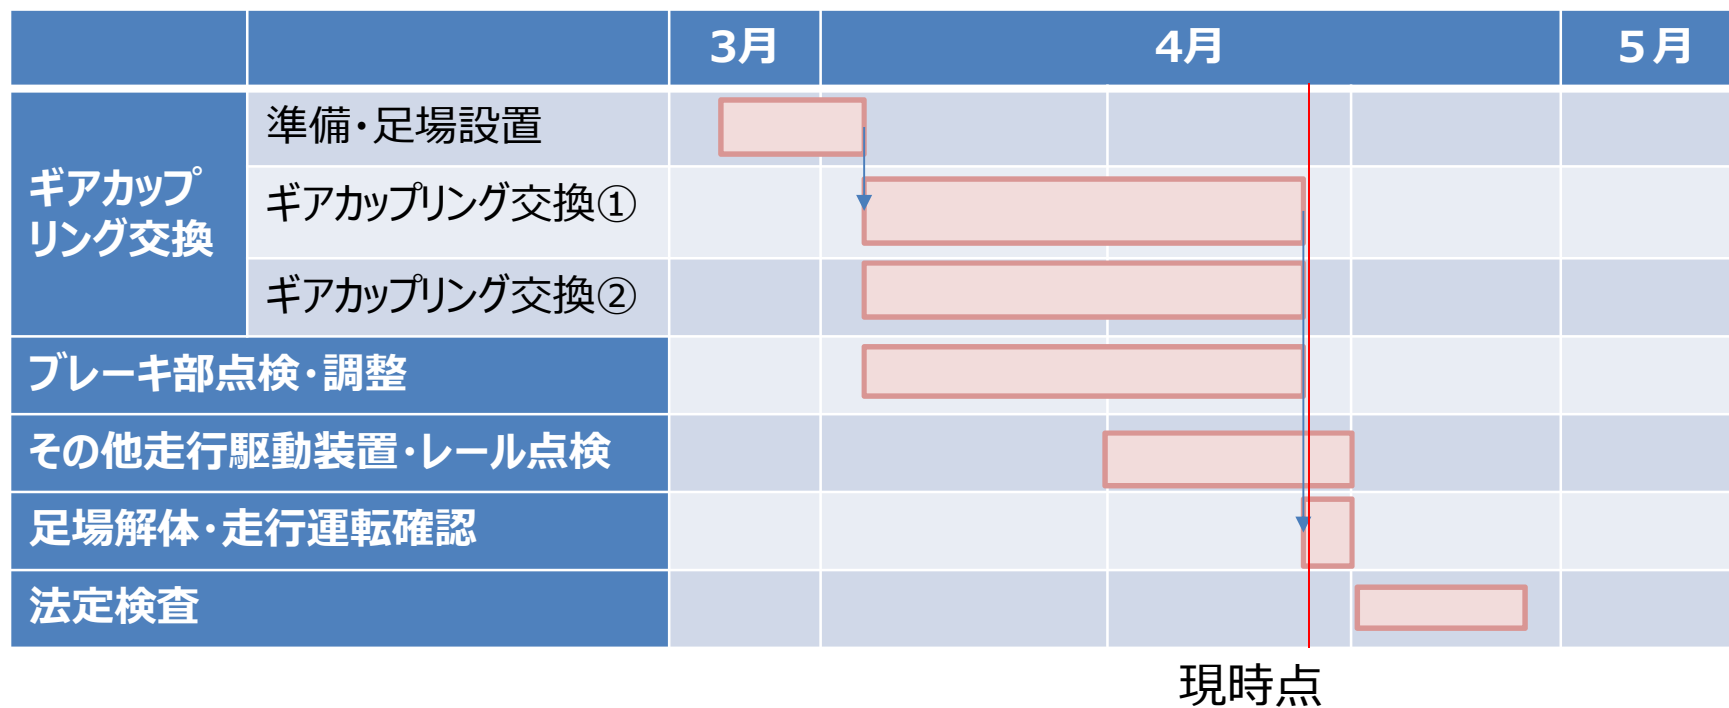 3月
4月
５月
ギアカップ
リング交換
準備・足場設置
ギアカップリング交換①
ギアカップリング交換②
ブレーキ部点検・調整
その他走行駆動装置・レール点検
足場解体・走行運転確認
法定検査
現時点